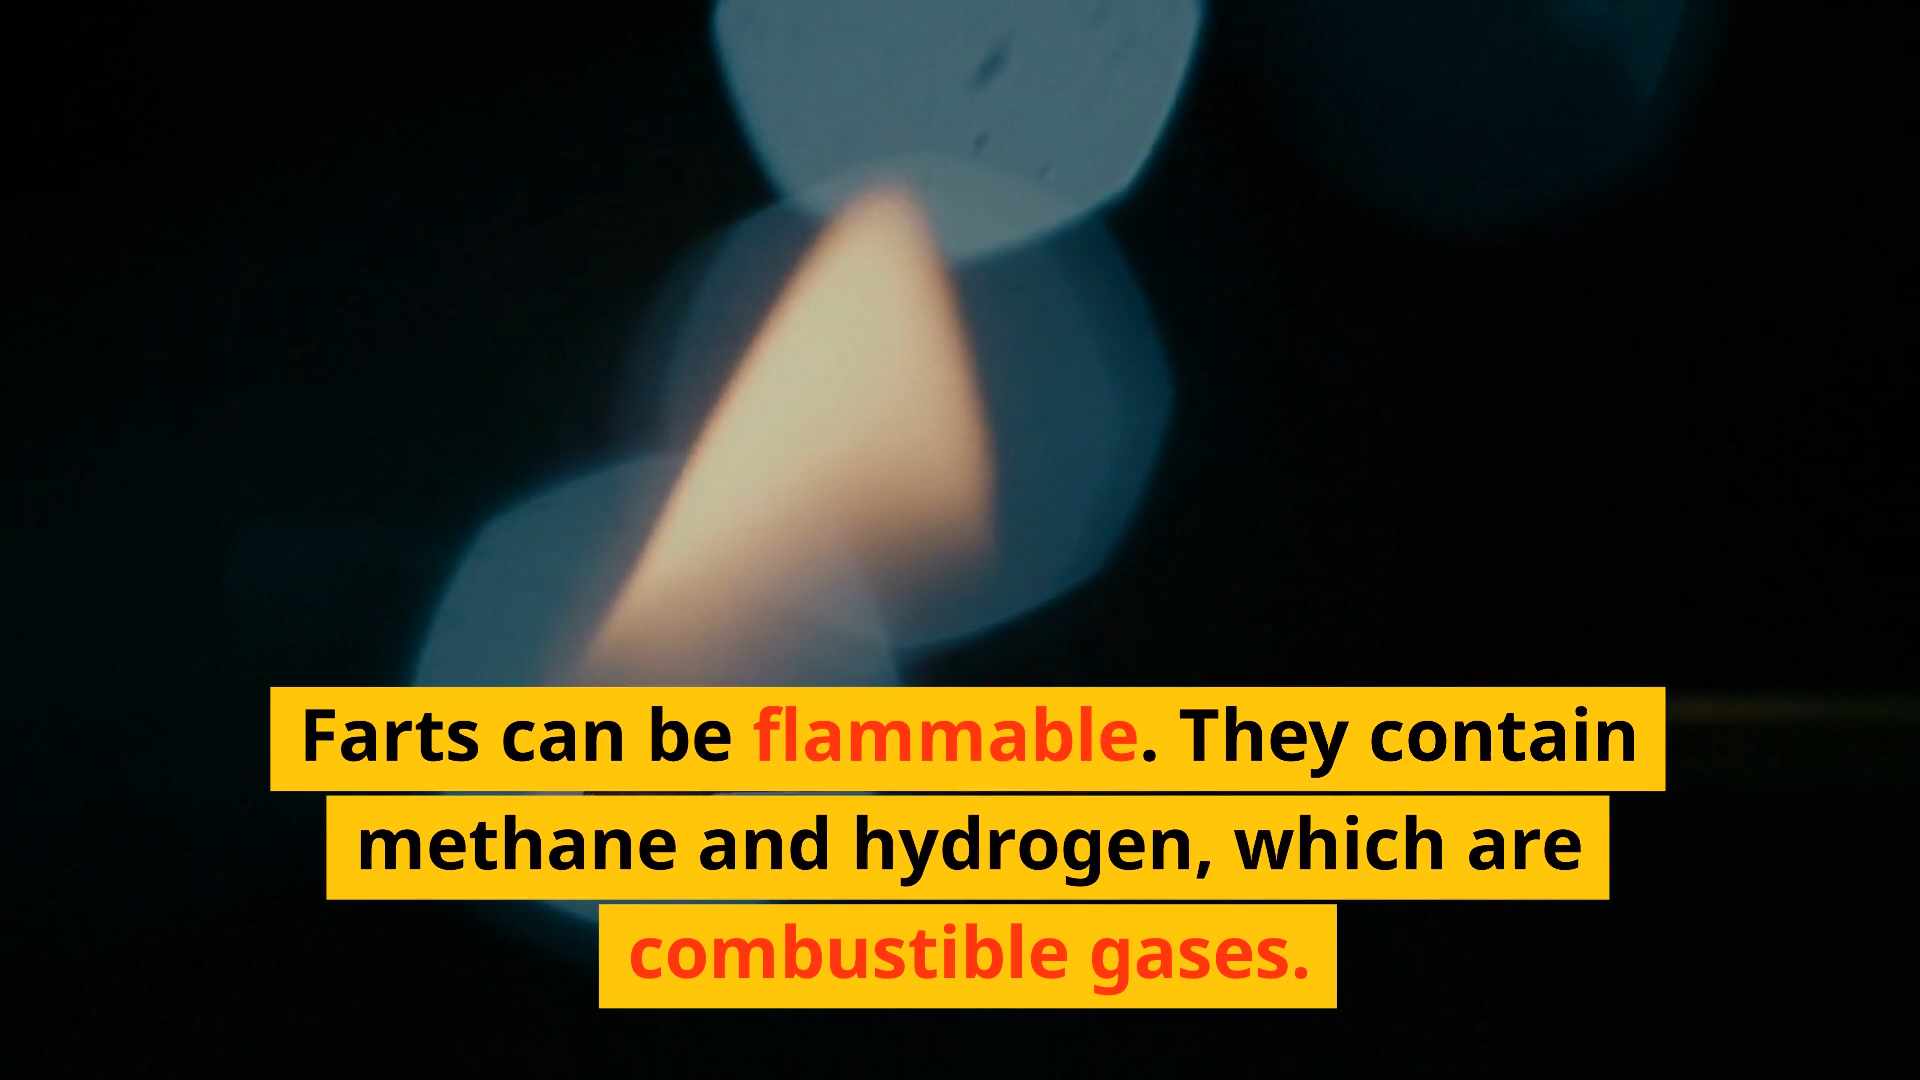 Farts can be flammable. They contain
methane and hydrogen, which are
combustible gases.